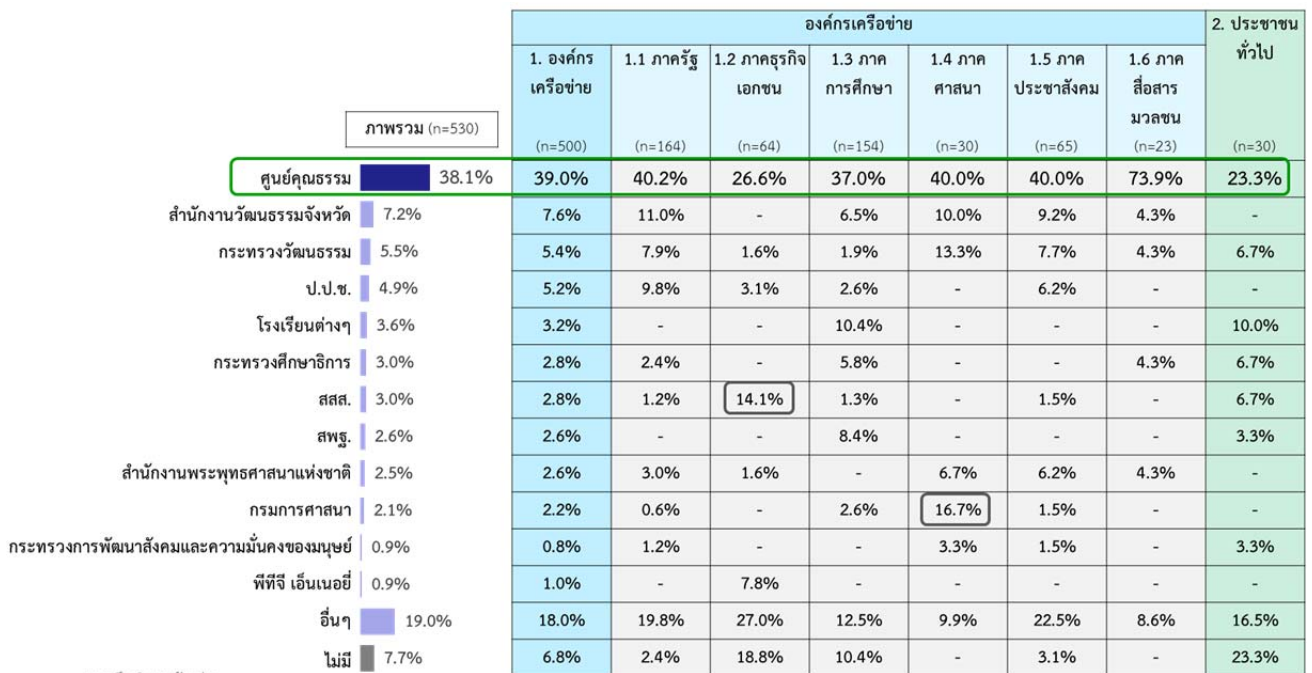 องค์กรเครือข่าย 2. ประชาชนทั่วไป
ภาพรวม (n=530) 1. องค์กรเครือข่าย (n=500) 1.1 ภาครัฐ (n=164) 1.2 ภาคธุรกิจเอกชน (n=64) 1.3 ภาคการศึกษา (n=154) 1.4 ภาคศาสนา (n=30) 1.5 ภาคประชาสังคม (n=65) 1.6 ภาคสื่อสารมวลชน (n=23) (n=30)
ศูนย์คุณธรรม 38.1% 39.0% 40.2% 26.6% 37.0% 40.0% 40.0% 73.9% 23.3%
สำนักงานวัฒนธรรมจังหวัด 7.2% 7.6% 11.0% - 6.5% 10.0% 9.2% 4.3% -
กระทรวงวัฒนธรรม 5.5% 5.4% 7.9% 1.6% 1.9% 13.3% 7.7% 4.3% 6.7%
ป.ป.ช. 4.9% 5.2% 9.8% 3.1% 2.6% - 6.2% - -
โรงเรียนต่างๆ 3.6% 3.2% - - 10.4% - - - 10.0%
กระทรวงศึกษาธิการ 3.0% 2.8% 2.4% - 5.8% - - 4.3% 6.7%
สสส. 3.0% 2.8% 1.2% 14.1% 1.3% - 1.5% - 6.7%
สพฐ. 2.6% 2.6% - - 8.4% - - - 3.3%
สำนักงานพระพุทธศาสนาแห่งชาติ 2.5% 2.6% 3.0% 1.6% - 6.7% 6.2% 4.3% -
กรมการศาสนา 2.1% 2.2% 0.6% - 2.6% 16.7% 1.5% - -
กระทรวงการพัฒนาสังคมและความมั่นคงของมนุษย์ 0.9% 0.8% 1.2% - - 3.3% 1.5% - 3.3%
พีทีจี เอ็นเนอยี่ 0.9% 1.0% - 7.8% - - - - -
อื่นๆ 19.0% 18.0% 19.8% 27.0% 12.5% 9.9% 22.5% 8.6% 16.5%
ไม่มี 7.7% 6.8% 2.4% 18.8% 10.4% - 3.1% - 23.3%